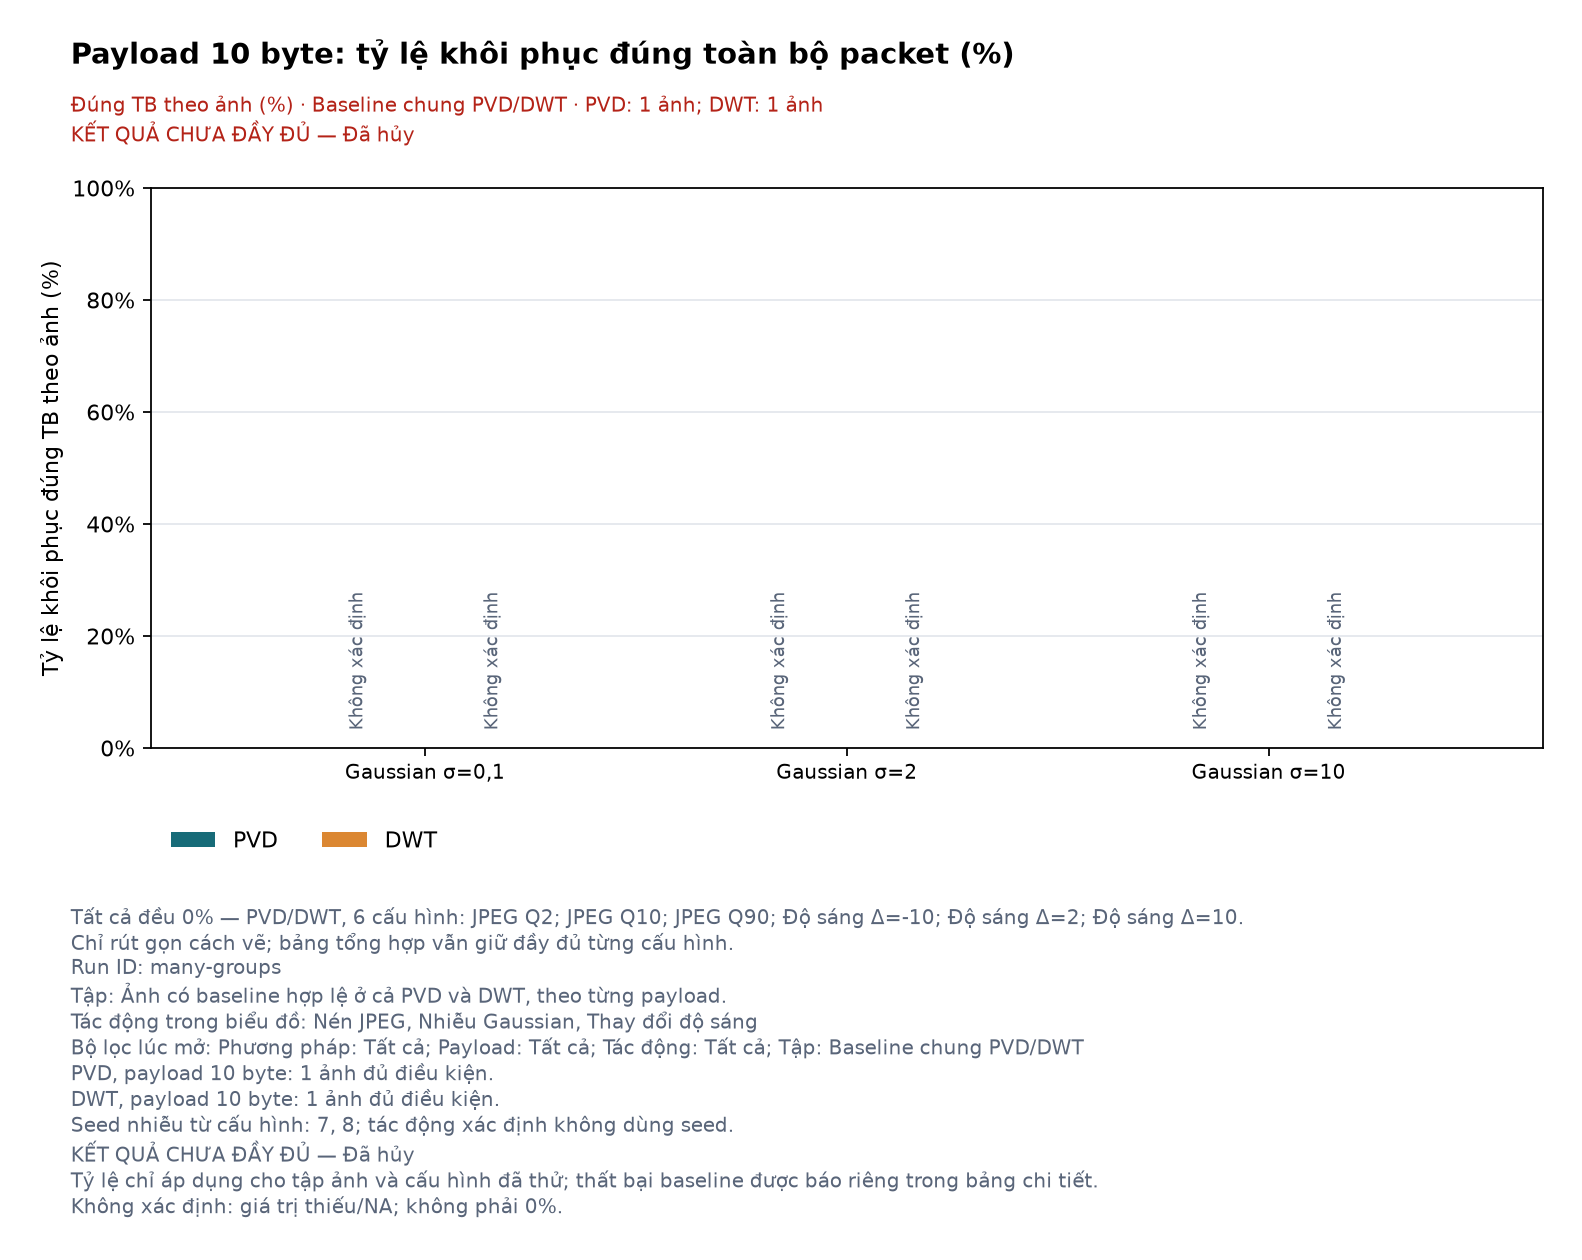 Payload 10 byte: tỷ lệ khôi phục đúng toàn bộ packet (%)
Đúng TB theo ảnh (%) · Baseline chung PVD/DWT · PVD: 1 ảnh; DWT: 1 ảnh
KẾT QUẢ CHƯA ĐẦY ĐỦ — Đã hủy
Tỷ lệ khôi phục đúng TB theo ảnh (%)
100%
80%
60%
40%
20%
0%
Không xác định
Không xác định
Không xác định
Không xác định
Không xác định
Không xác định
Gaussian σ=0,1
Gaussian σ=2
Gaussian σ=10
PVD
DWT
Tất cả đều 0% — PVD/DWT, 6 cấu hình: JPEG Q2; JPEG Q10; JPEG Q90; Độ sáng Δ=-10; Độ sáng Δ=2; Độ sáng Δ=10.
Chỉ rút gọn cách vẽ; bảng tổng hợp vẫn giữ đầy đủ từng cấu hình.
Run ID: many-groups
Tập: Ảnh có baseline hợp lệ ở cả PVD và DWT, theo từng payload.
Tác động trong biểu đồ: Nén JPEG, Nhiễu Gaussian, Thay đổi độ sáng
Bộ lọc lúc mở: Phương pháp: Tất cả; Payload: Tất cả; Tác động: Tất cả; Tập: Baseline chung PVD/DWT
PVD, payload 10 byte: 1 ảnh đủ điều kiện.
DWT, payload 10 byte: 1 ảnh đủ điều kiện.
Seed nhiễu từ cấu hình: 7, 8; tác động xác định không dùng seed.
KẾT QUẢ CHƯA ĐẦY ĐỦ — Đã hủy
Tỷ lệ chỉ áp dụng cho tập ảnh và cấu hình đã thử; thất bại baseline được báo riêng trong bảng chi tiết.
Không xác định: giá trị thiếu/NA; không phải 0%.